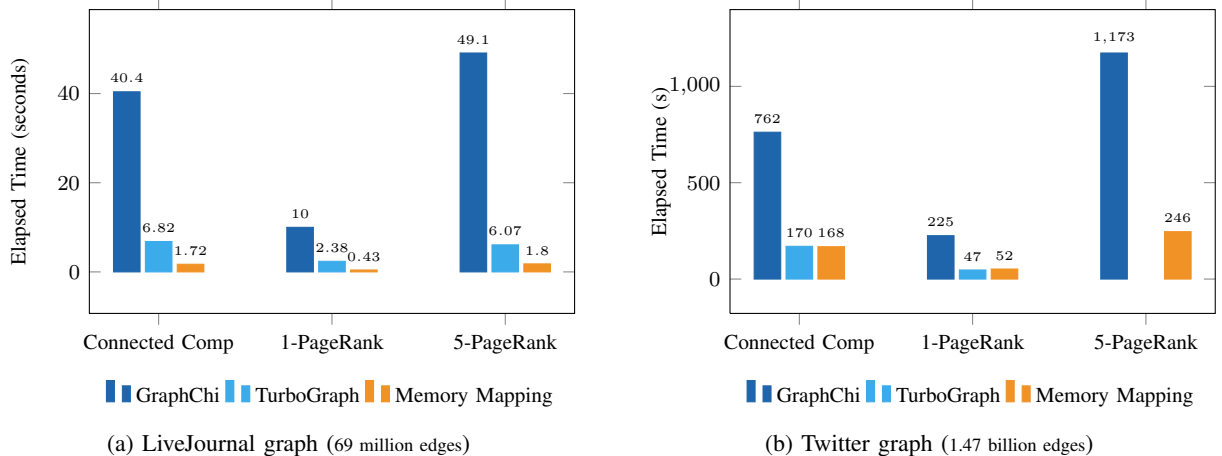 Elapsed Time (seconds)
40
20
0
40.4
6.82
1.72
10
2.38
0.43
49.1
6.07
1.8
Connected Comp
1-PageRank
5-PageRank
GraphChi
TurboGraph
Memory Mapping
(a) LiveJournal graph (69 million edges)
Elapsed Time (s)
1,000
500
0
762
170
168
225
47
52
1,173
246
Connected Comp
1-PageRank
5-PageRank
GraphChi
TurboGraph
Memory Mapping
(b) Twitter graph (1.47 billion edges)